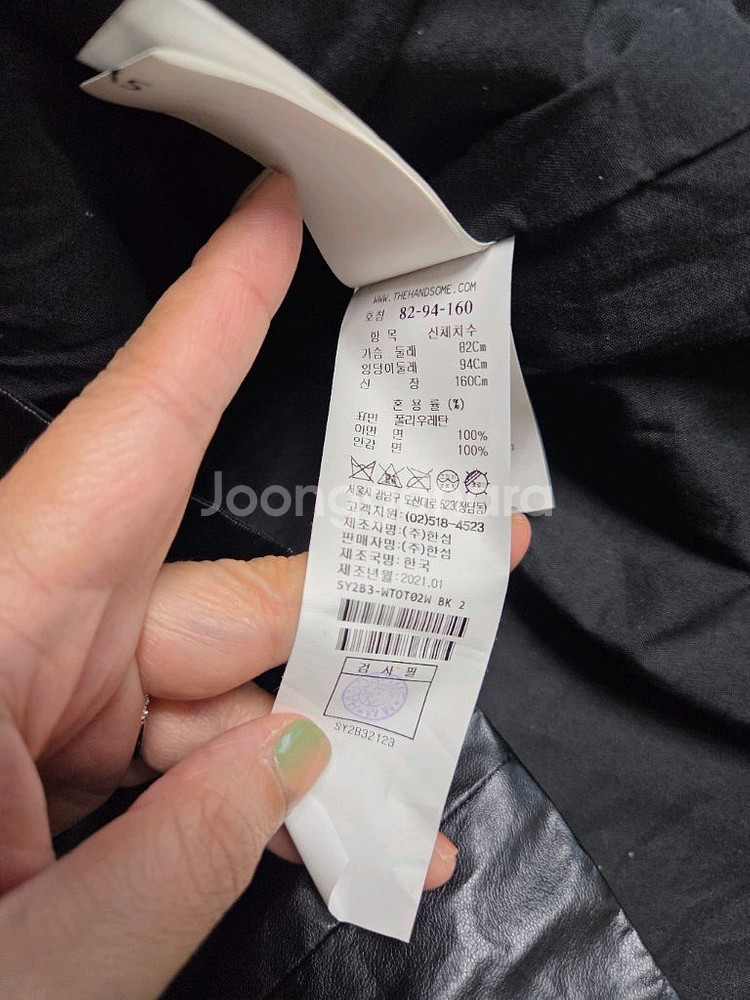 WWW.THEHANDSOME.COM
호칭 82-94-160
항 목 신체치수
가슴 둘레 82Cm
엉덩이둘레 94Cm
신 장 160Cm
혼 용 률 (%)
표면 폴리우레탄
이면 면 100%
안감 면 100%
서울시 강남구 도산대로 523(청담동)
고객지원: (02)518-4523
제조자명:(주)한섬
판매자명:(주)한섬
제조국명: 한국
제조년월: 2021.01
SY2B3-WTOT02W BK 2
검 사 필
SY2B32123